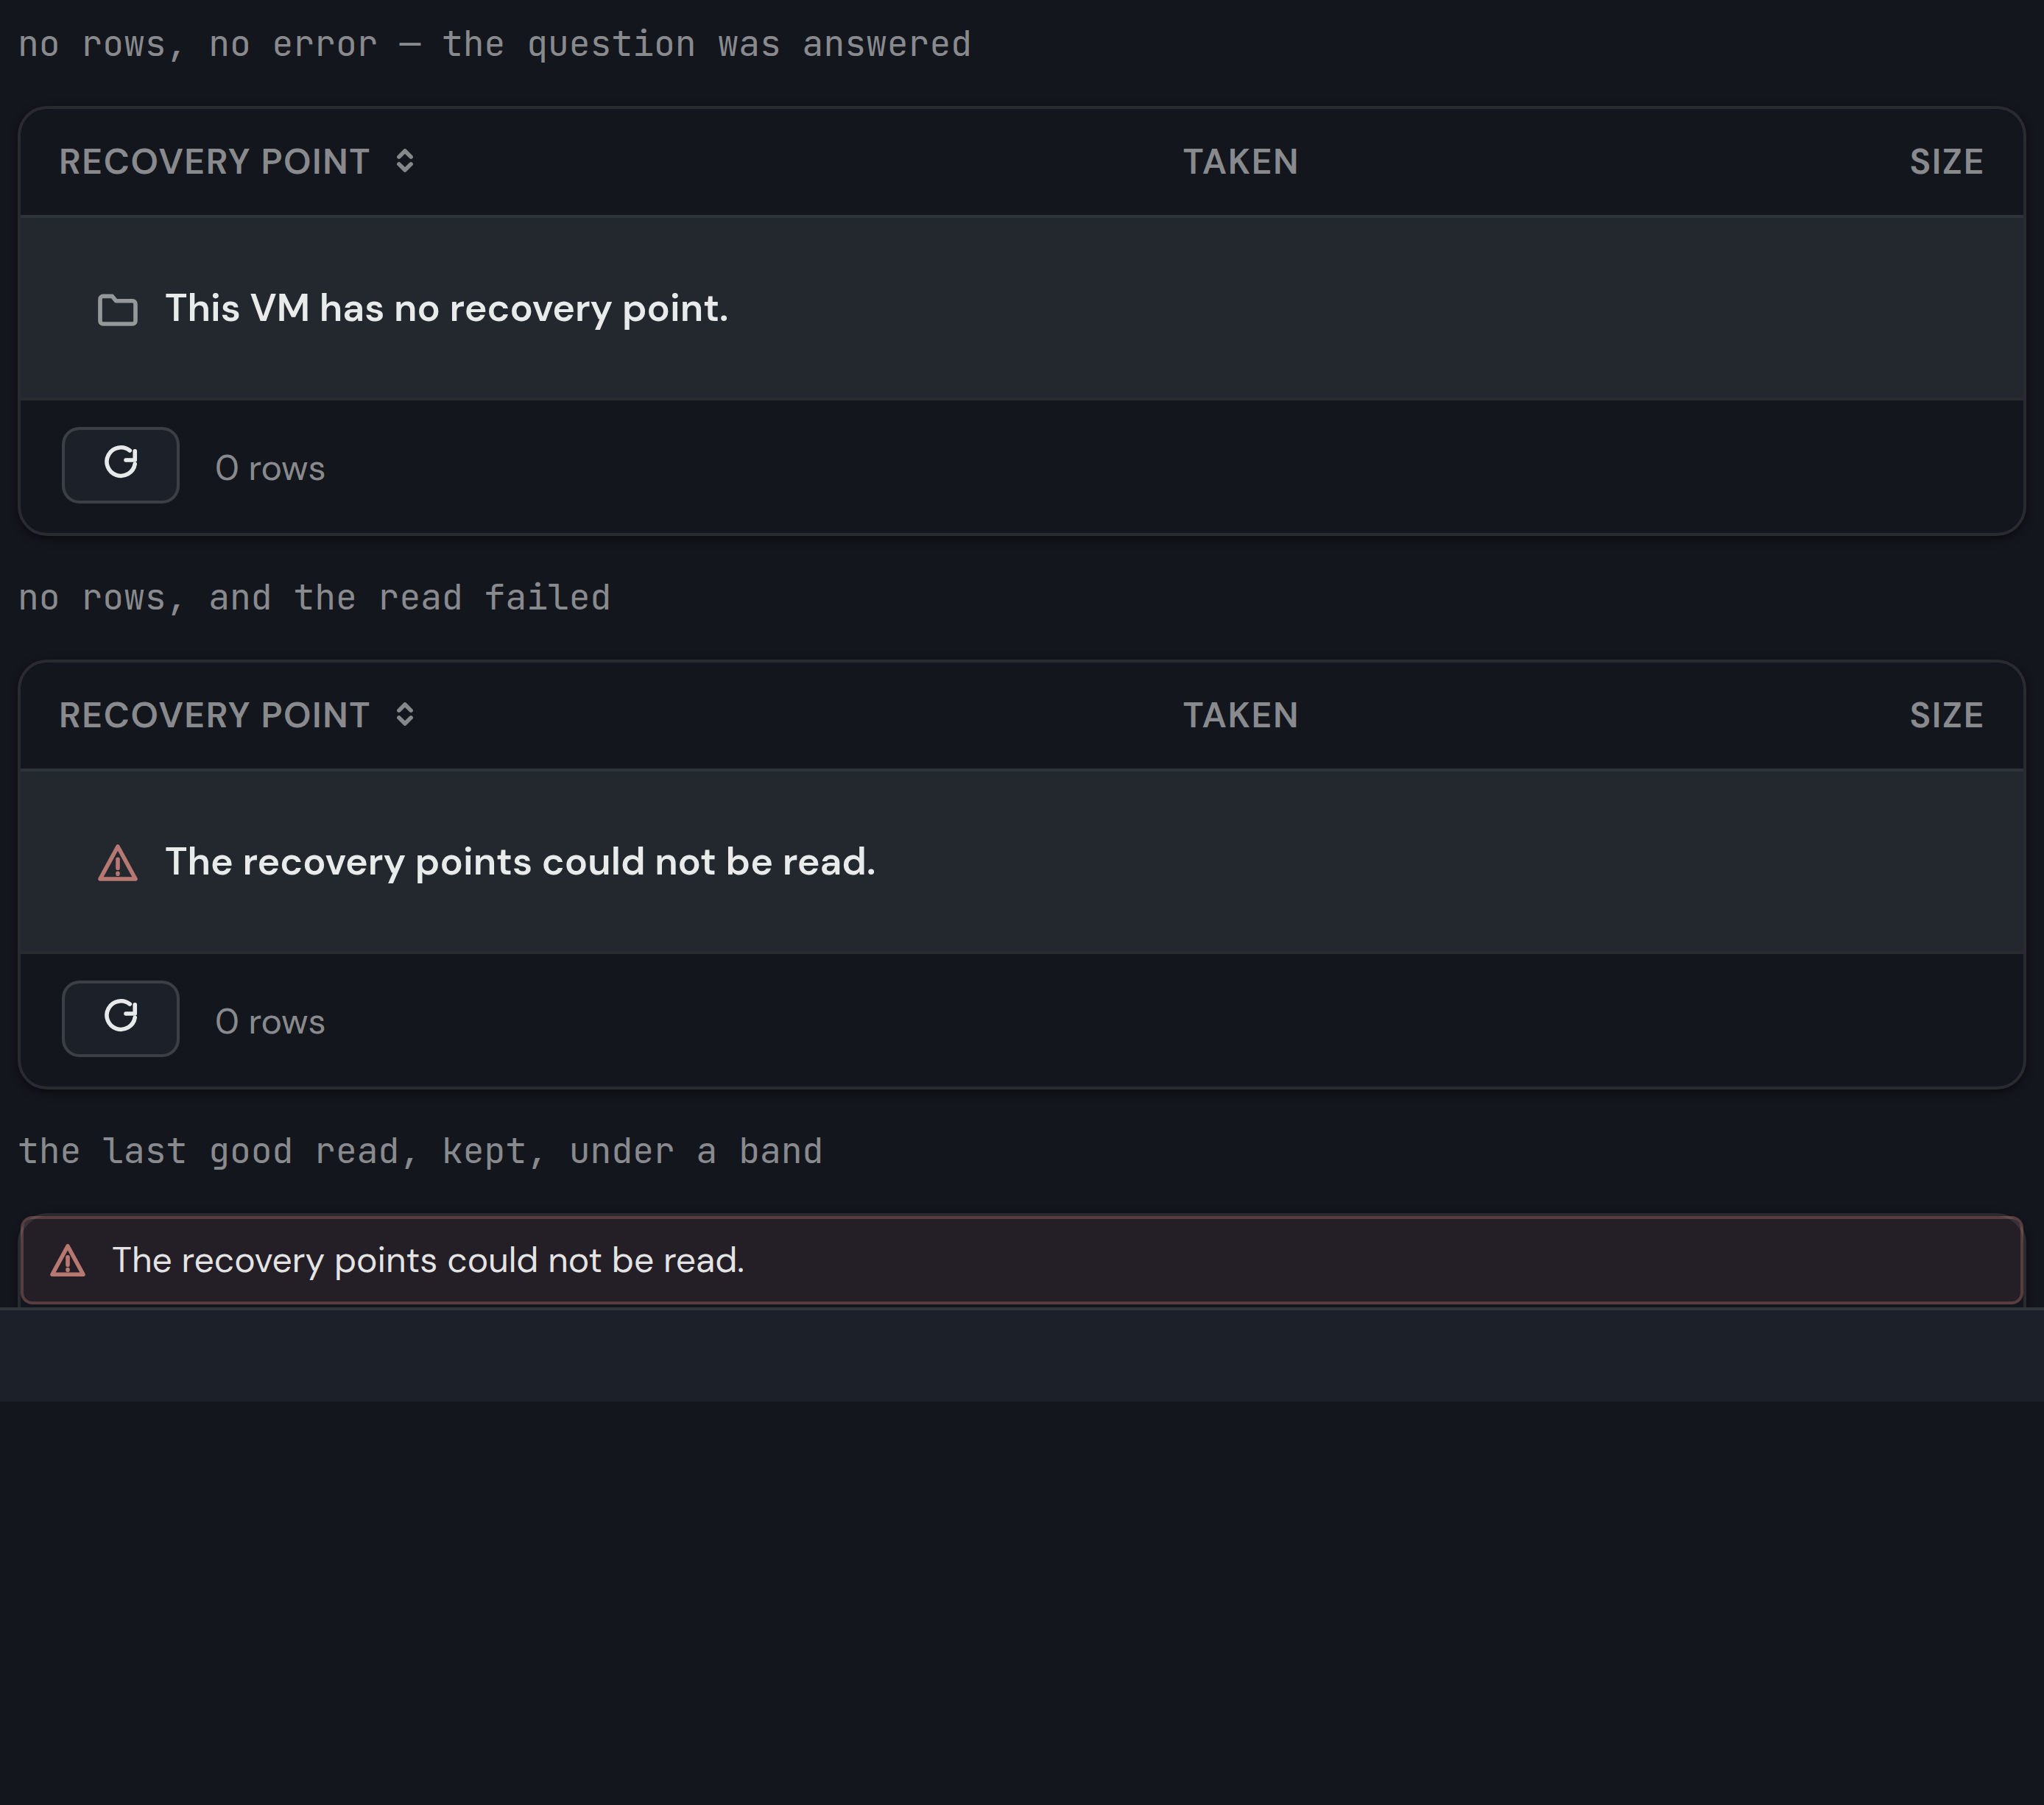 no rows, no error — the question was answered
RECOVERY POINT TAKEN SIZE
This VM has no recovery point.
0 rows
no rows, and the read failed
RECOVERY POINT TAKEN SIZE
The recovery points could not be read.
0 rows
the last good read, kept, under a band
The recovery points could not be read.